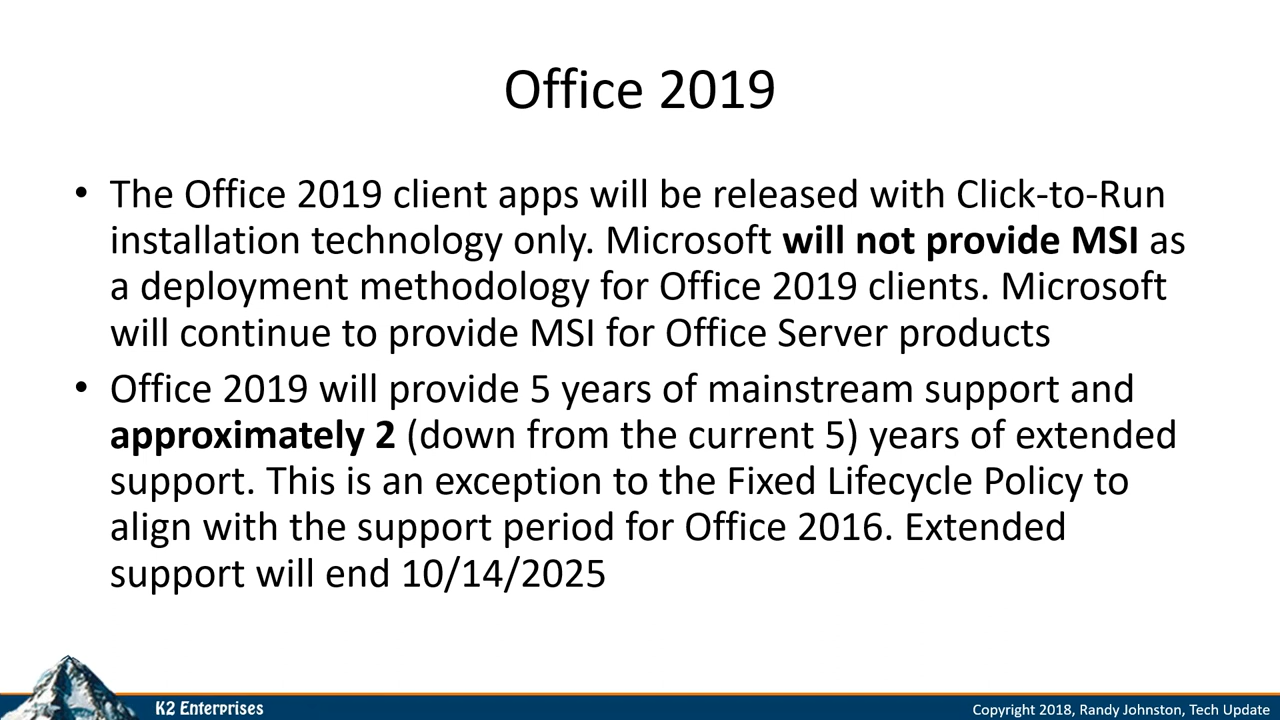 Office 2019
• The Office 2019 client apps will be released with Click-to-Run
installation technology only. Microsoft will not provide MSI as
a deployment methodology for Office 2019 clients. Microsoft
will continue to provide MSI for Office Server products
• Office 2019 will provide 5 years of mainstream support and
approximately 2 (down from the current 5) years of extended
support. This is an exception to the Fixed Lifecycle Policy to
align with the support period for Office 2016. Extended
support will end 10/14/2025
K2 Enterprises
Copyright 2018, Randy Johnston, Tech Update